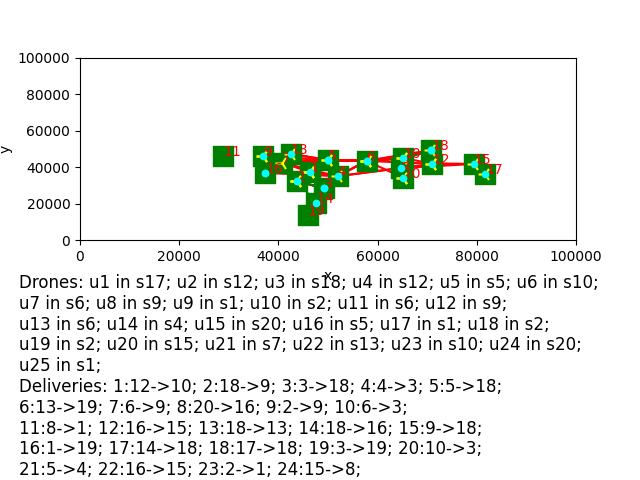 100000
80000
60000
40000
20000
0
y
0 20000 40000 60000 80000 100000
x
11
17
Drones: u1 in s17; u2 in s12; u3 in s18; u4 in s12; u5 in s5; u6 in s10;
u7 in s6; u8 in s9; u9 in s1; u10 in s2; u11 in s6; u12 in s9;
u13 in s6; u14 in s4; u15 in s20; u16 in s5; u17 in s1; u18 in s2;
u19 in s2; u20 in s15; u21 in s7; u22 in s13; u23 in s10; u24 in s20;
u25 in s1;
Deliveries: 1:12->10; 2:18->9; 3:3->18; 4:4->3; 5:5->18;
6:13->19; 7:6->9; 8:20->16; 9:2->9; 10:6->3;
11:8->1; 12:16->15; 13:18->13; 14:18->16; 15:9->18;
16:1->19; 17:14->18; 18:17->18; 19:3->19; 20:10->3;
21:5->4; 22:16->15; 23:2->1; 24:15->8;